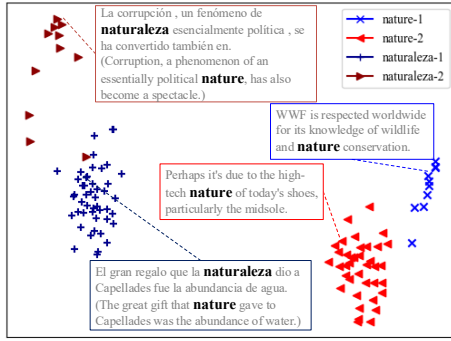 La corrupción , un fenómeno de
naturaleza esencialmente política , se
ha convertido también en.
(Corruption, a phenomenon of an
essentially political nature, has also
become a spectacle.)
nature-1
nature-2
naturaleza-1
naturaleza-2
WWF is respected worldwide
for its knowledge of wildlife
and nature conservation.
Perhaps it's due to the high-
tech nature of today's shoes,
particularly the midsole.
El gran regalo que la naturaleza dio a
Capellades fue la abundancia de agua.
(The great gift that nature gave to
Capellades was the abundance of water.)